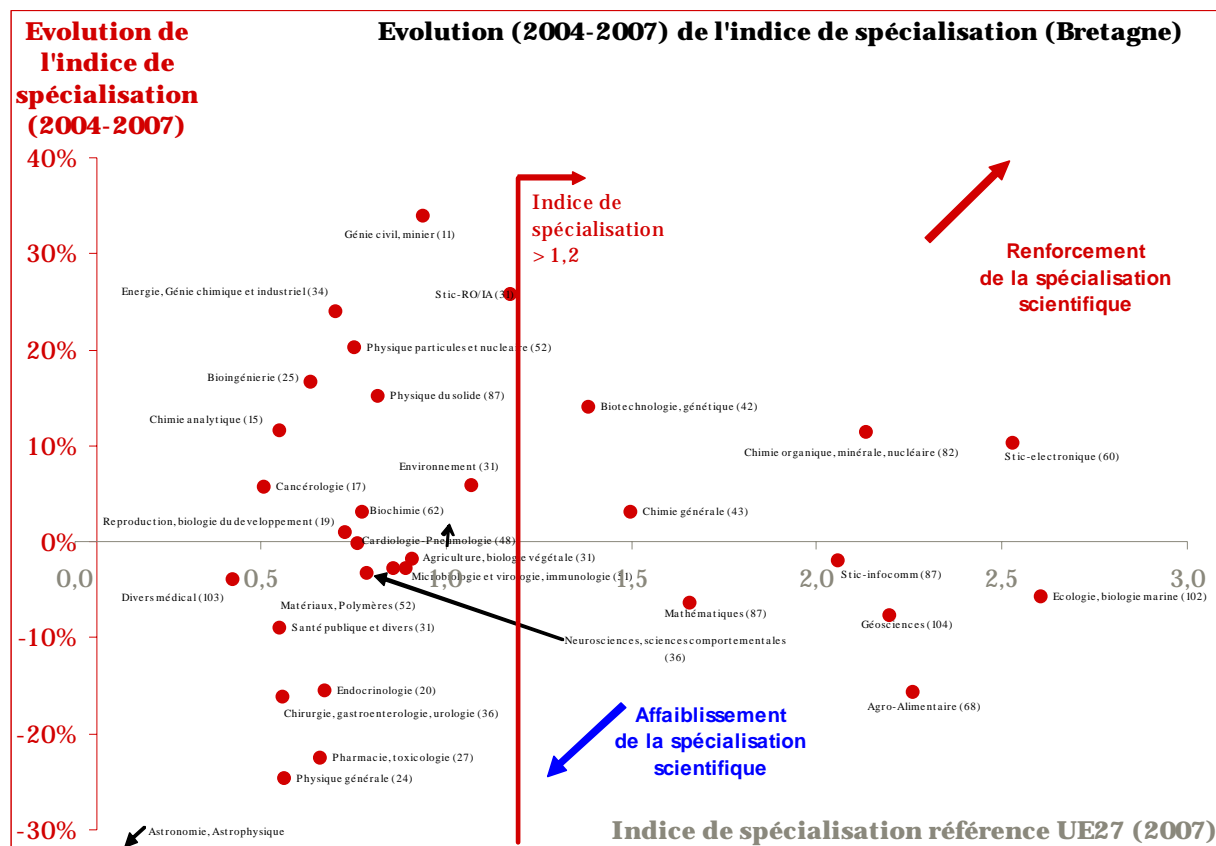 Evolution de
l'indice de
spécialisation
(2004-2007)
Evolution (2004-2007) de l'indice de spécialisation (Bretagne)
40%
30%
20%
10%
0%
-10%
-20%
-30%
0,0
0,5
1,0
1,5
2,0
2,5
3,0
Indice de
spécialisation
> 1,2
Renforcement
de la spécialisation
scientifique
Génie civil, minier (11)
Energie, Génie chimique et industriel (34)
Stic-RO/IA
Physique particules et nucleaire (52)
Bioingénierie (25)
Physique du solide (87)
Biotechnologie, génétique (42)
Chimie analytique (15)
Chimie organique, minérale, nucléaire (82)
Stic-electronique (60)
Environnement (31)
Cancérologie (17)
Biochimie (62)
Chimie générale (43)
Reproduction, biologie du developpement (19)
Cardiologie-Pneumologie (48)
Agriculture, biologie végétale (31)
Microbiologie et virologie, immunologie (51)
Stic-infocomm (87)
Divers médical (103)
Matériaux, Polymères (52)
Mathématiques (87)
Ecologie, biologie marine (102)
Santé publique et divers (31)
Géosciences (104)
Neurosciences, sciences comportementales
(36)
Endocrinologie (20)
Chirurgie, gastroenterologie, urologie (36)
Agro-Alimentaire (68)
Affaiblissement
de la spécialisation
scientifique
Pharmacie, toxicologie (27)
Physique générale (24)
Astronomie, Astrophysique
Indice de spécialisation référence UE27 (2007)